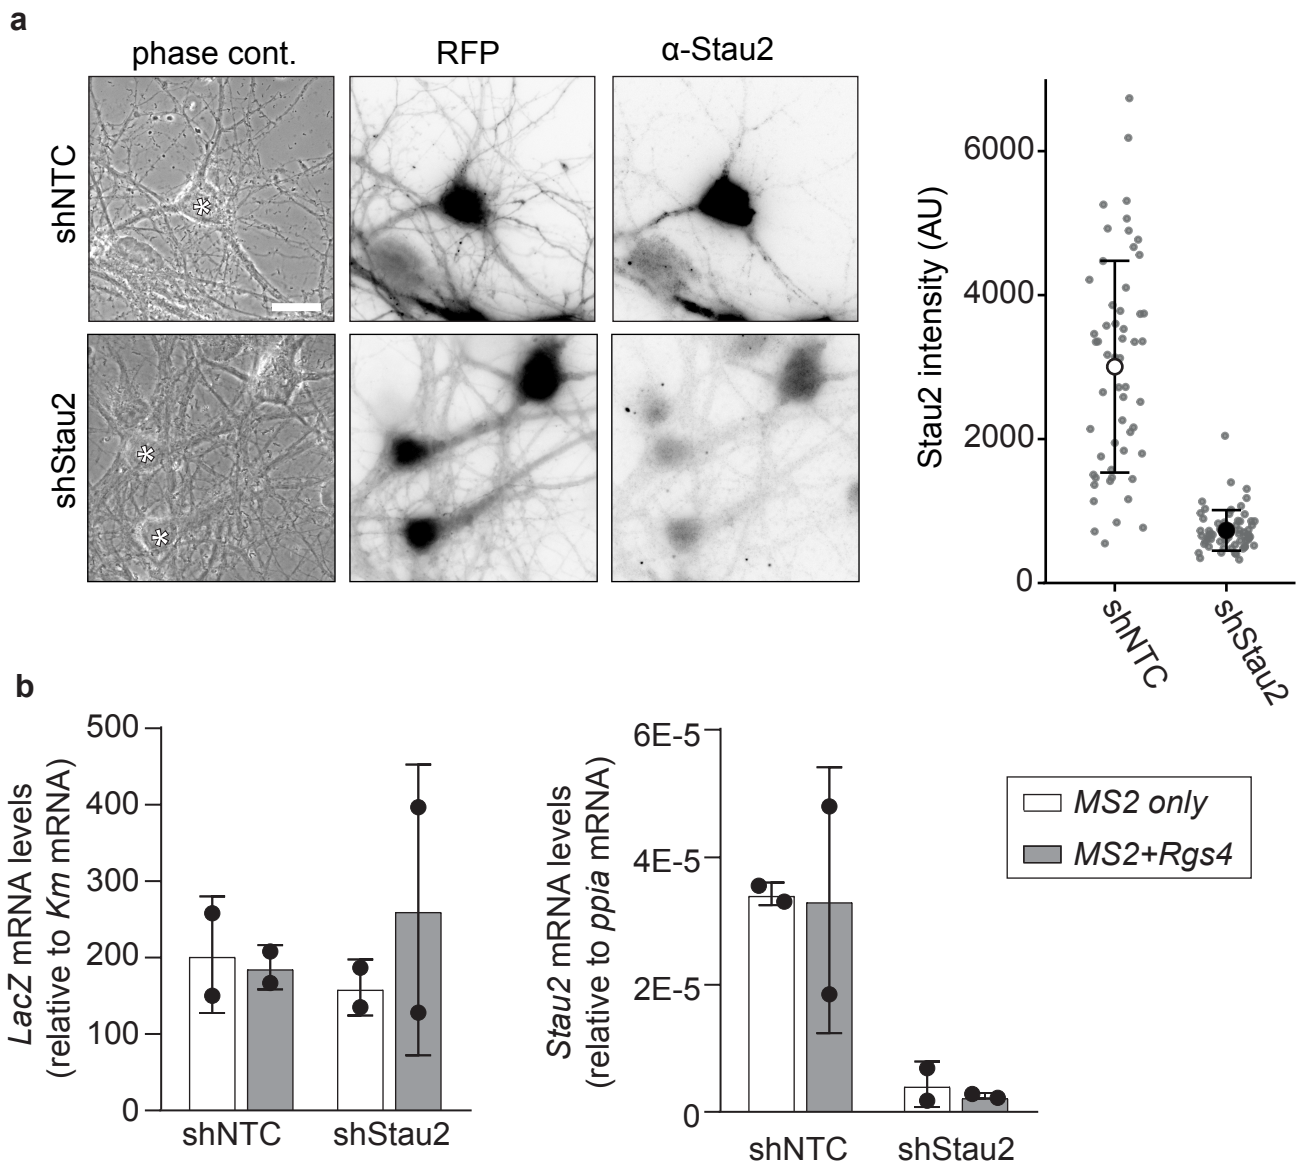 a
phase cont.
RFP
α-Stau2
shNTC
shStau2
*
*
*
Stau2 intensity (AU)
6000
4000
2000
0
shNTC
shStau2
b
LacZ mRNA levels
(relative to Km mRNA)
500
400
300
200
100
0
shNTC
shStau2
Stau2 mRNA levels
(relative to ppia mRNA)
6E-5
4E-5
2E-5
0
shNTC
shStau2
MS2 only
MS2+Rgs4